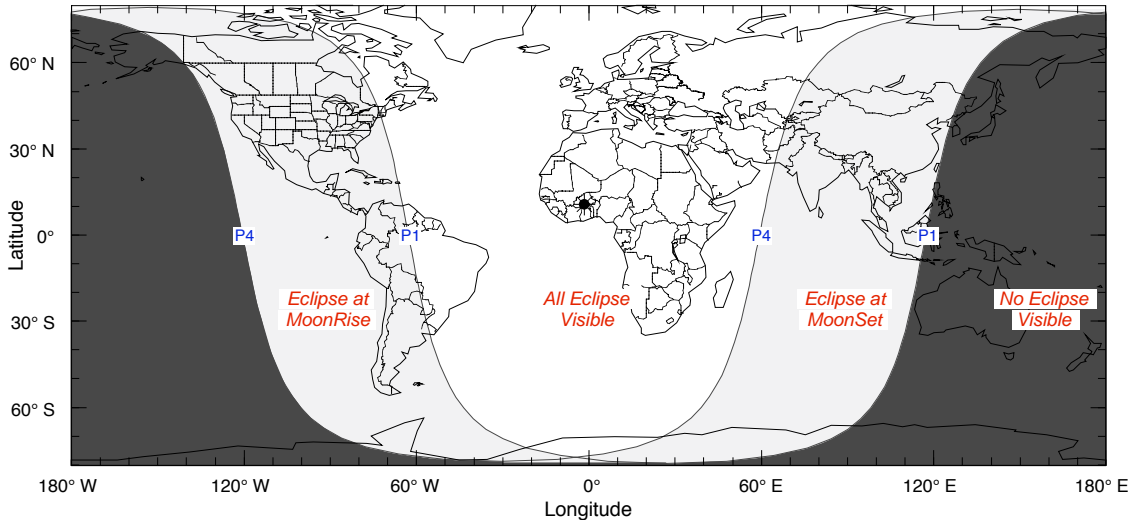 60° N
30° N
0°
30° S
60° S
Latitude
P4
P1
P4
P1
Eclipse at
MoonRise
All Eclipse
Visible
Eclipse at
MoonSet
No Eclipse
Visible
180° W
120° W
60° W
0°
60° E
120° E
180° E
Longitude